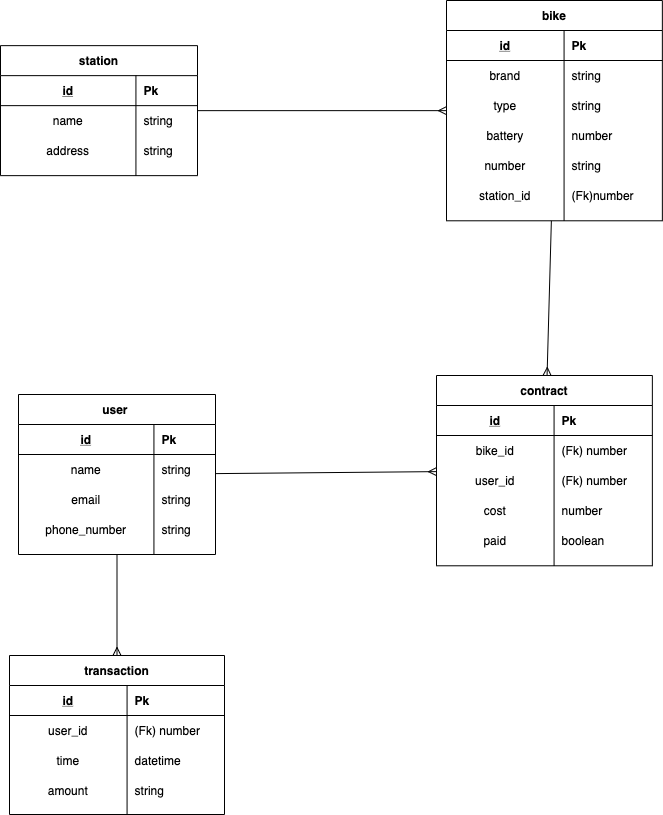 station
id Pk
name string
address string
bike
id Pk
brand string
type string
battery number
number string
station_id (Fk)number
user
id Pk
name string
email string
phone_number string
contract
id Pk
bike_id (Fk) number
user_id (Fk) number
cost number
paid boolean
transaction
id Pk
user_id (Fk) number
time datetime
amount string